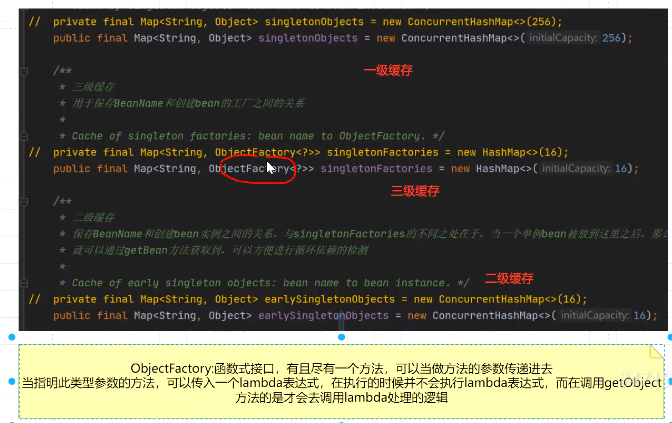 //  private final Map<String, Object> singletonObjects = new ConcurrentHashMap<>(256);
public final Map<String, Object> singletonObjects = new ConcurrentHashMap<>( initialCapacity: 256);
/**
一级缓存
* 三级缓存
* 用于保存BeanName和创建bean的工厂之间的关系
*
* Cache of singleton factories: bean name to ObjectFactory. */
//  private final Map<String, ObjectFactory<?>> singletonFactories = new HashMap<>(16);
public final Map<String, ObjectFactory<?>> singletonFactories = new HashMap<>( initialCapacity: 16);
三级缓存
/**
* 二级缓存
* 保存BeanName和创建bean实例之间的关系，与singletonFactories的不同之处在于，当一个单例bean被放到这里之后，那么
* 就可以通过getBean方法获取到，可以方便进行循环依赖的检测
*
二级缓存
* Cache of early singleton objects: bean name to bean instance. */
//  private final Map<String, Object> earlySingletonObjects = new ConcurrentHashMap<>(16);
public final Map<String, Object> earlySingletonObjects = new ConcurrentHashMap<>( initialCapacity: 16);
ObjectFactory:函数式接口，有且尽有一个方法，可以当做方法的参数传递进去
当指明此类型参数的方法，可以传入一个lambda表达式，在执行的时候并不会执行lambda表达式，而在调用getObject
方法的是才会去调用lambda处理的逻辑